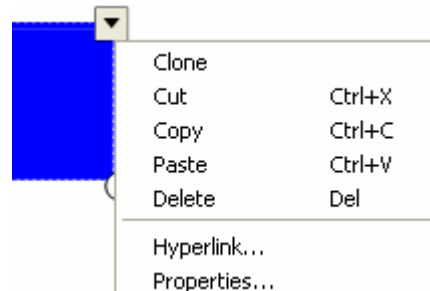 Clone
Cut Ctrl+X
Copy Ctrl+C
Paste Ctrl+V
Delete Del
Hyperlink...
Properties...